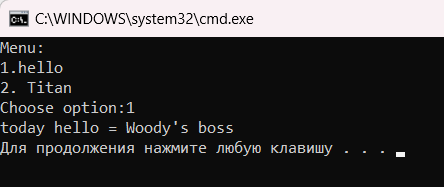 C:\WINDOWS\system32\cmd.exe
Menu:
1.hello
2. Titan
Choose option:1
today hello = Woody's boss
Для продолжения нажмите любую клавишу . . .